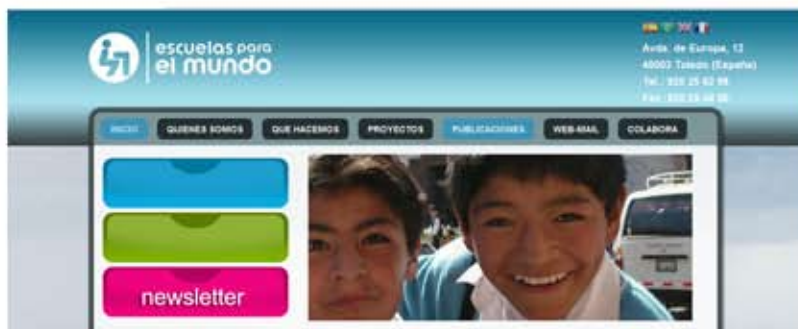 escuelas para
el mundo
Avda. de Europa, 12
Toledo (España)
INICIO QUIENES SOMOS QUE HACEMOS PROYECTOS PUBLICACIONES WEB-MAIL COLABORA
newsletter